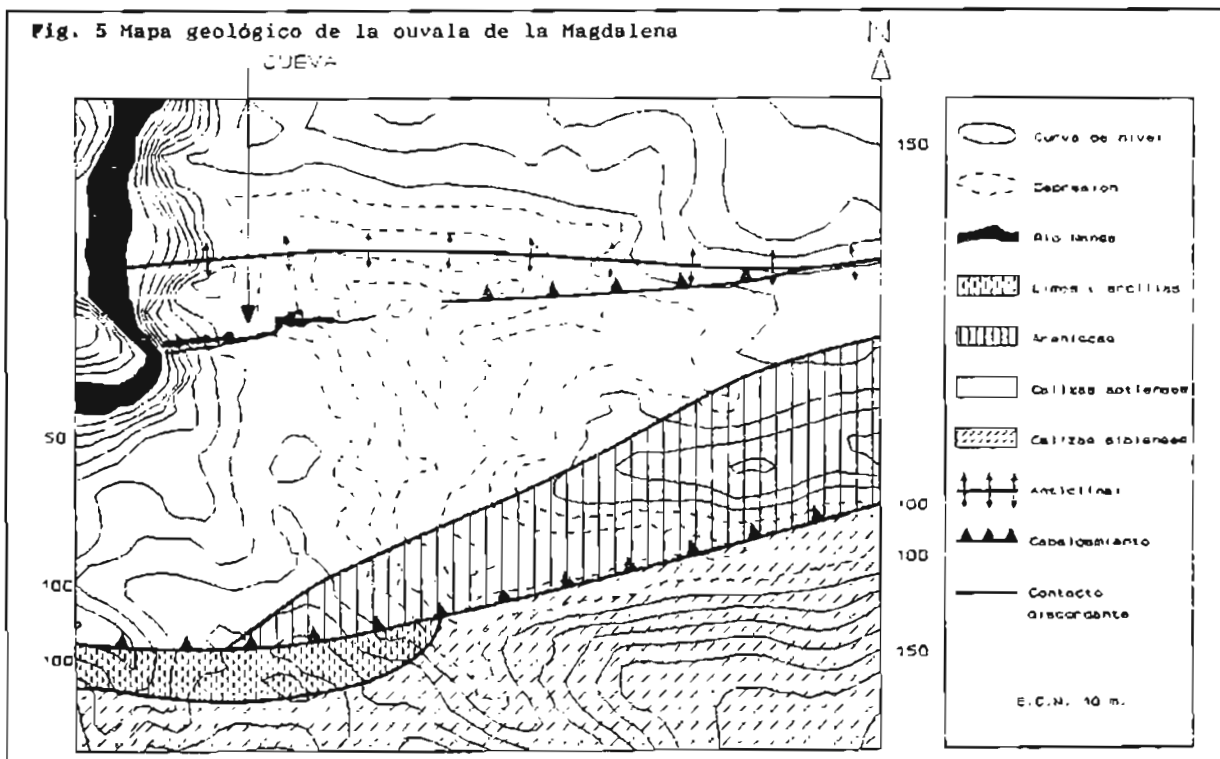 Fig. 5 Mapa geológico de la ouvala de la Magdalena
N
CUEVA
150
50
100
100
100
100
150
Curva de nivel
Depresion
Limos y arcillas
Areniscas
Calizas aptienses
Calizas albienses
Anticlinal
Cabalgamiento
Contacto
discordante
E.C.N. 10 m.